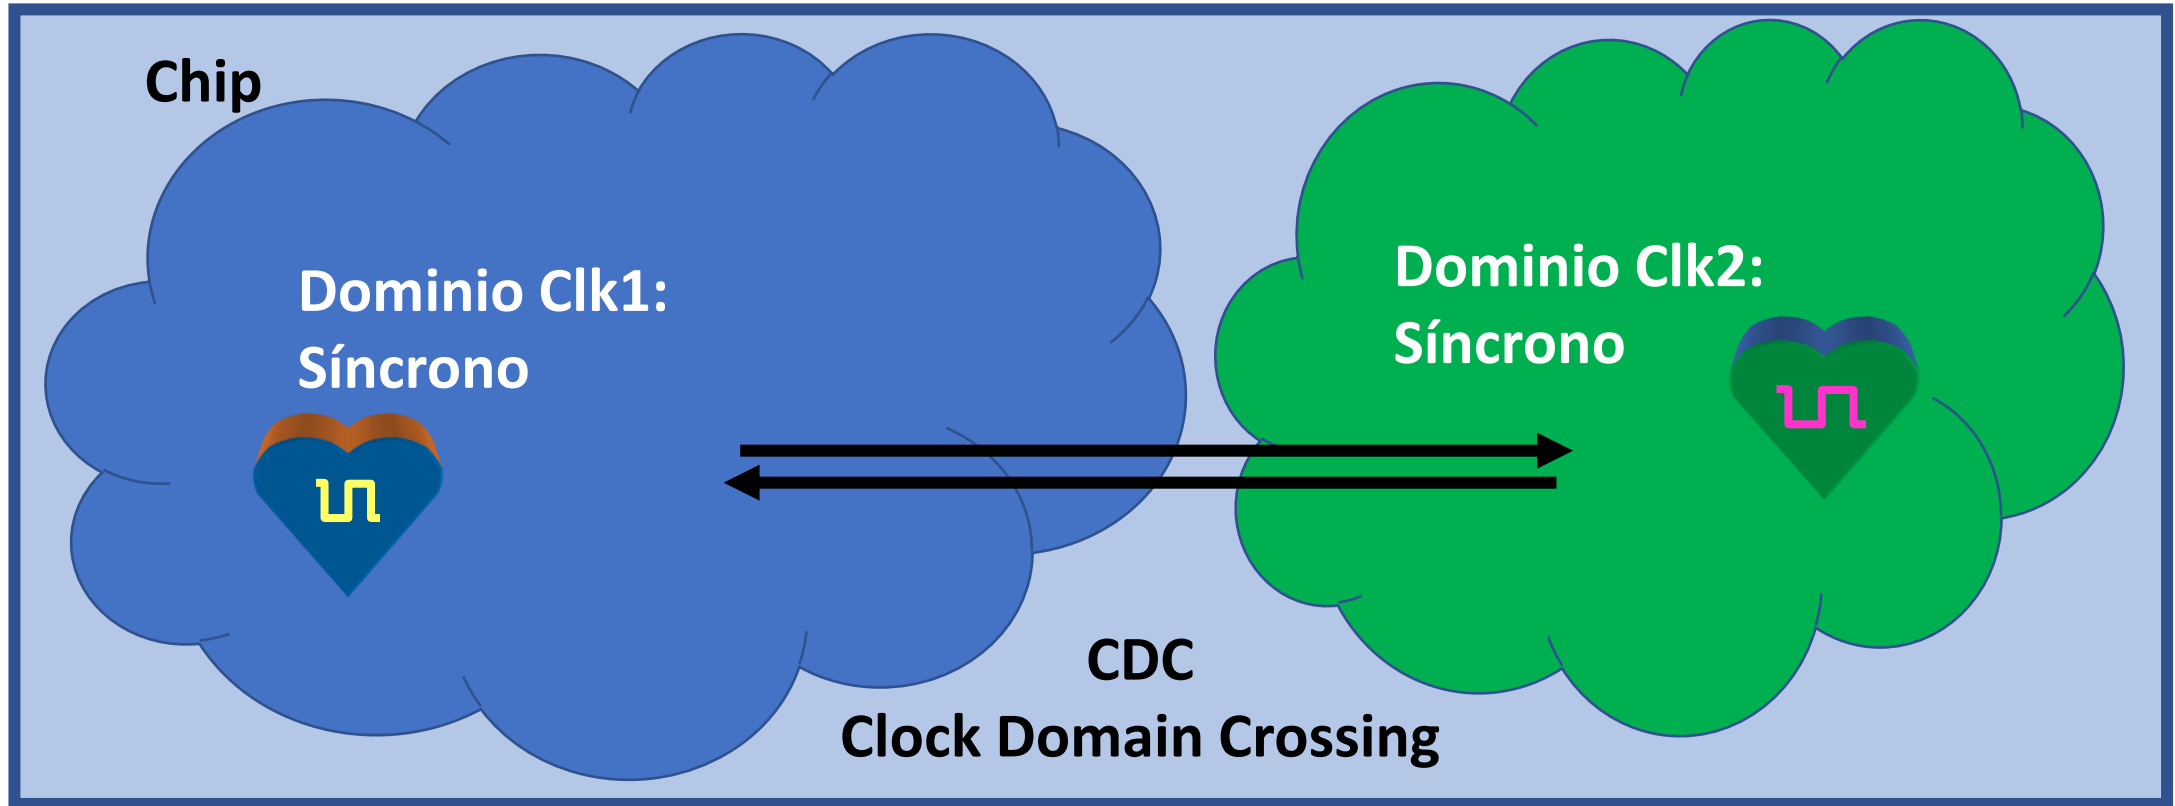 Chip
Dominio Clk1:
Síncrono
Dominio Clk2:
Síncrono
CDC
Clock Domain Crossing